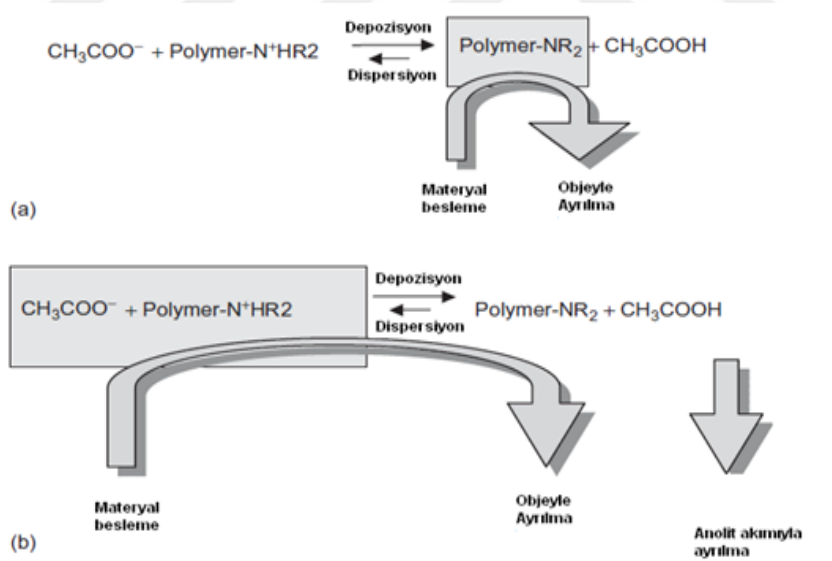 Depozisyon
CH₃COO⁻ + Polymer-N⁺HR2
Polymer-NR₂ + CH₃COOH
Dispersiyon
Materyal
besleme
Objeyle
Ayrılma
(a)
Depozisyon
CH₃COO⁻ + Polymer-N⁺HR2
Polymer-NR₂ + CH₃COOH
Dispersiyon
Materyal
besleme
Objeyle
Ayrılma
Anolit akımıyla
ayrılma
(b)